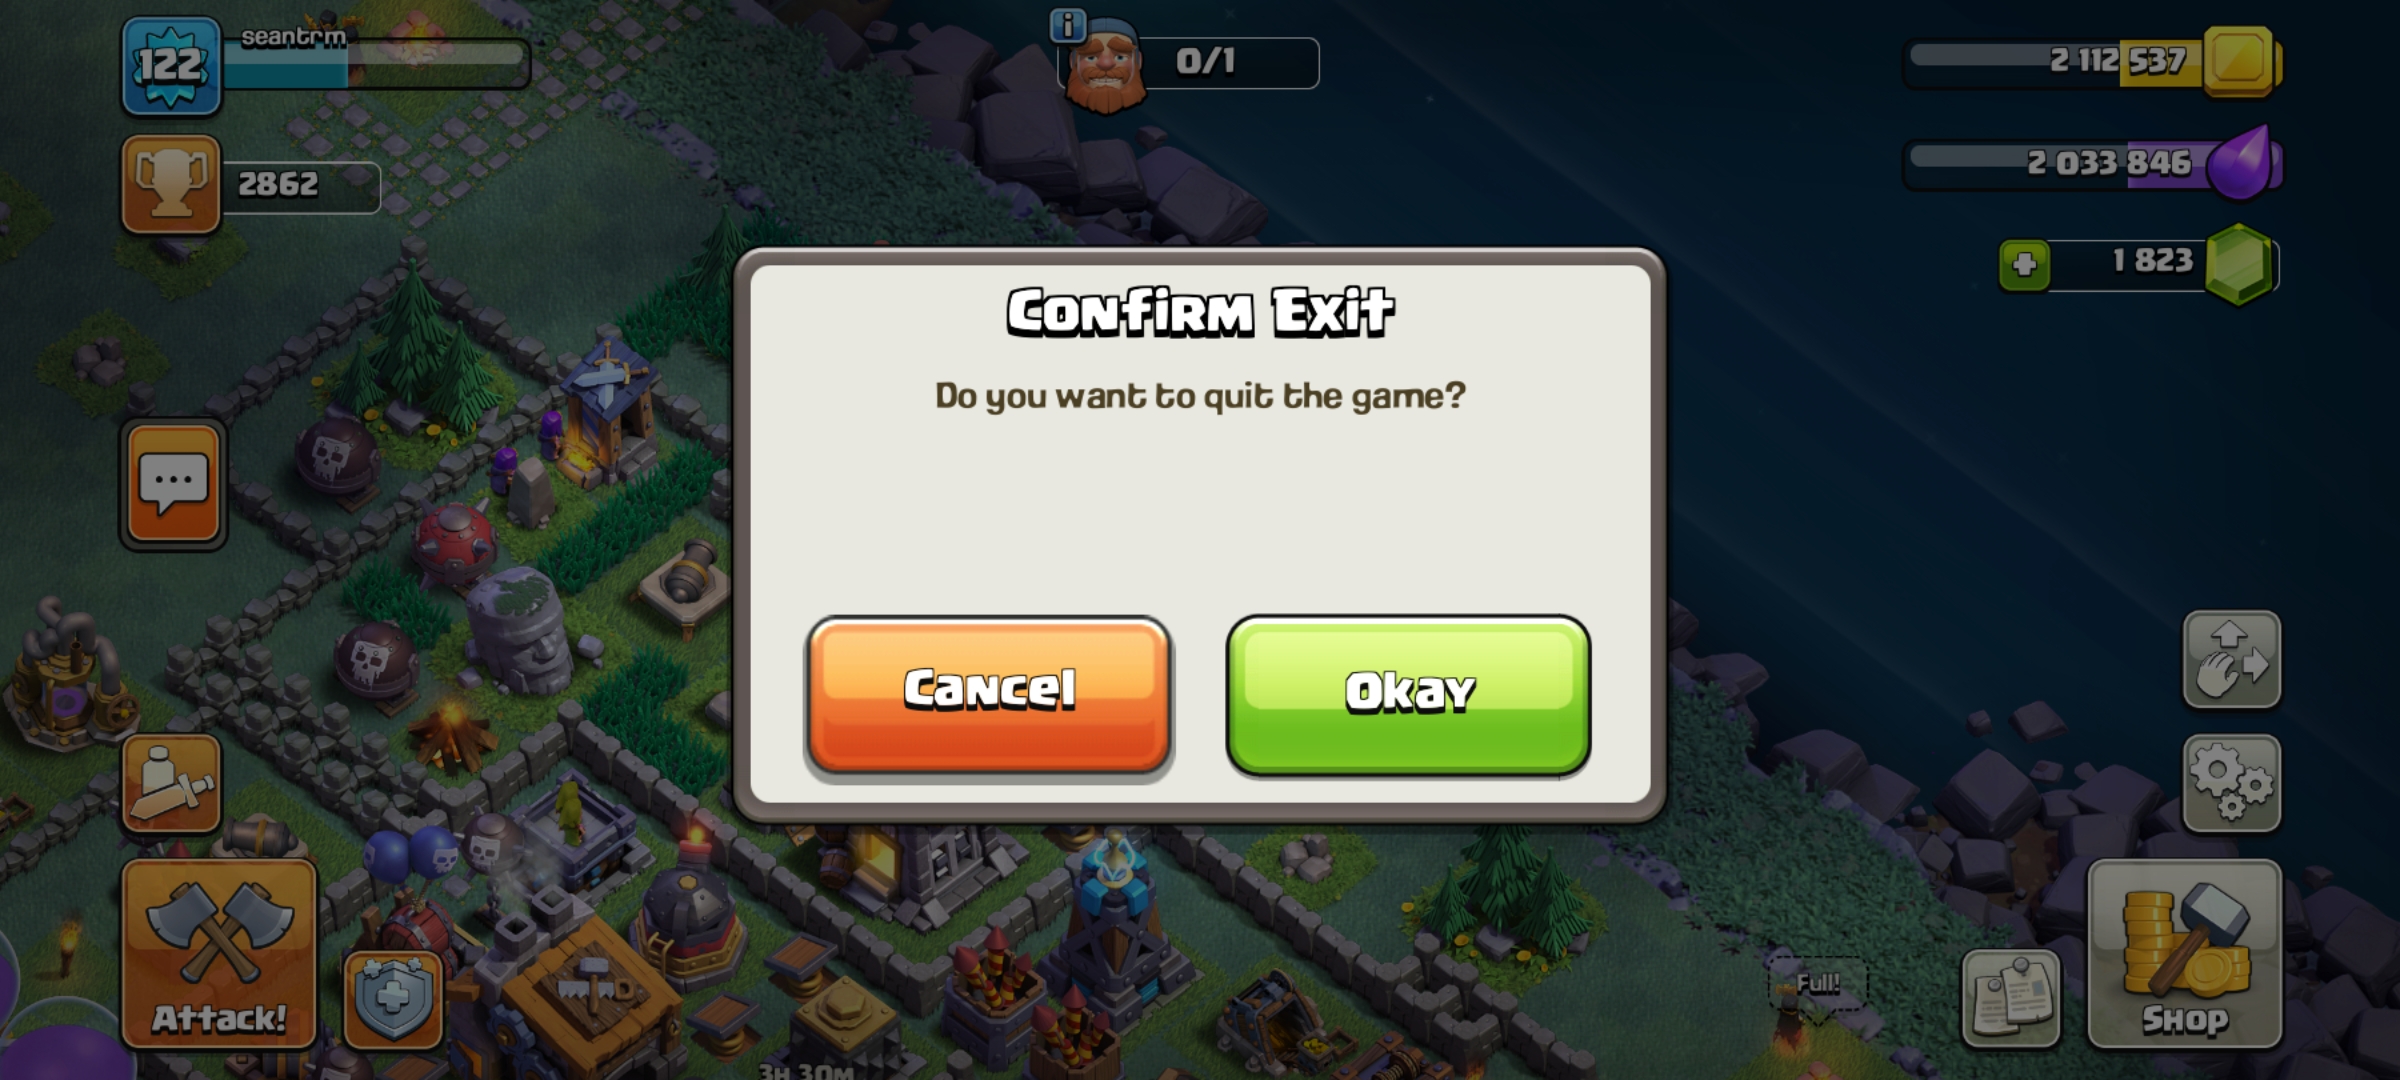 122
seantrm
i
0/1
2 112 537
2862
2 033 846
1 823
Confirm Exit
Do you want to quit the game?
Cancel
Okay
Full!
Attack!
Shop
3H 30M